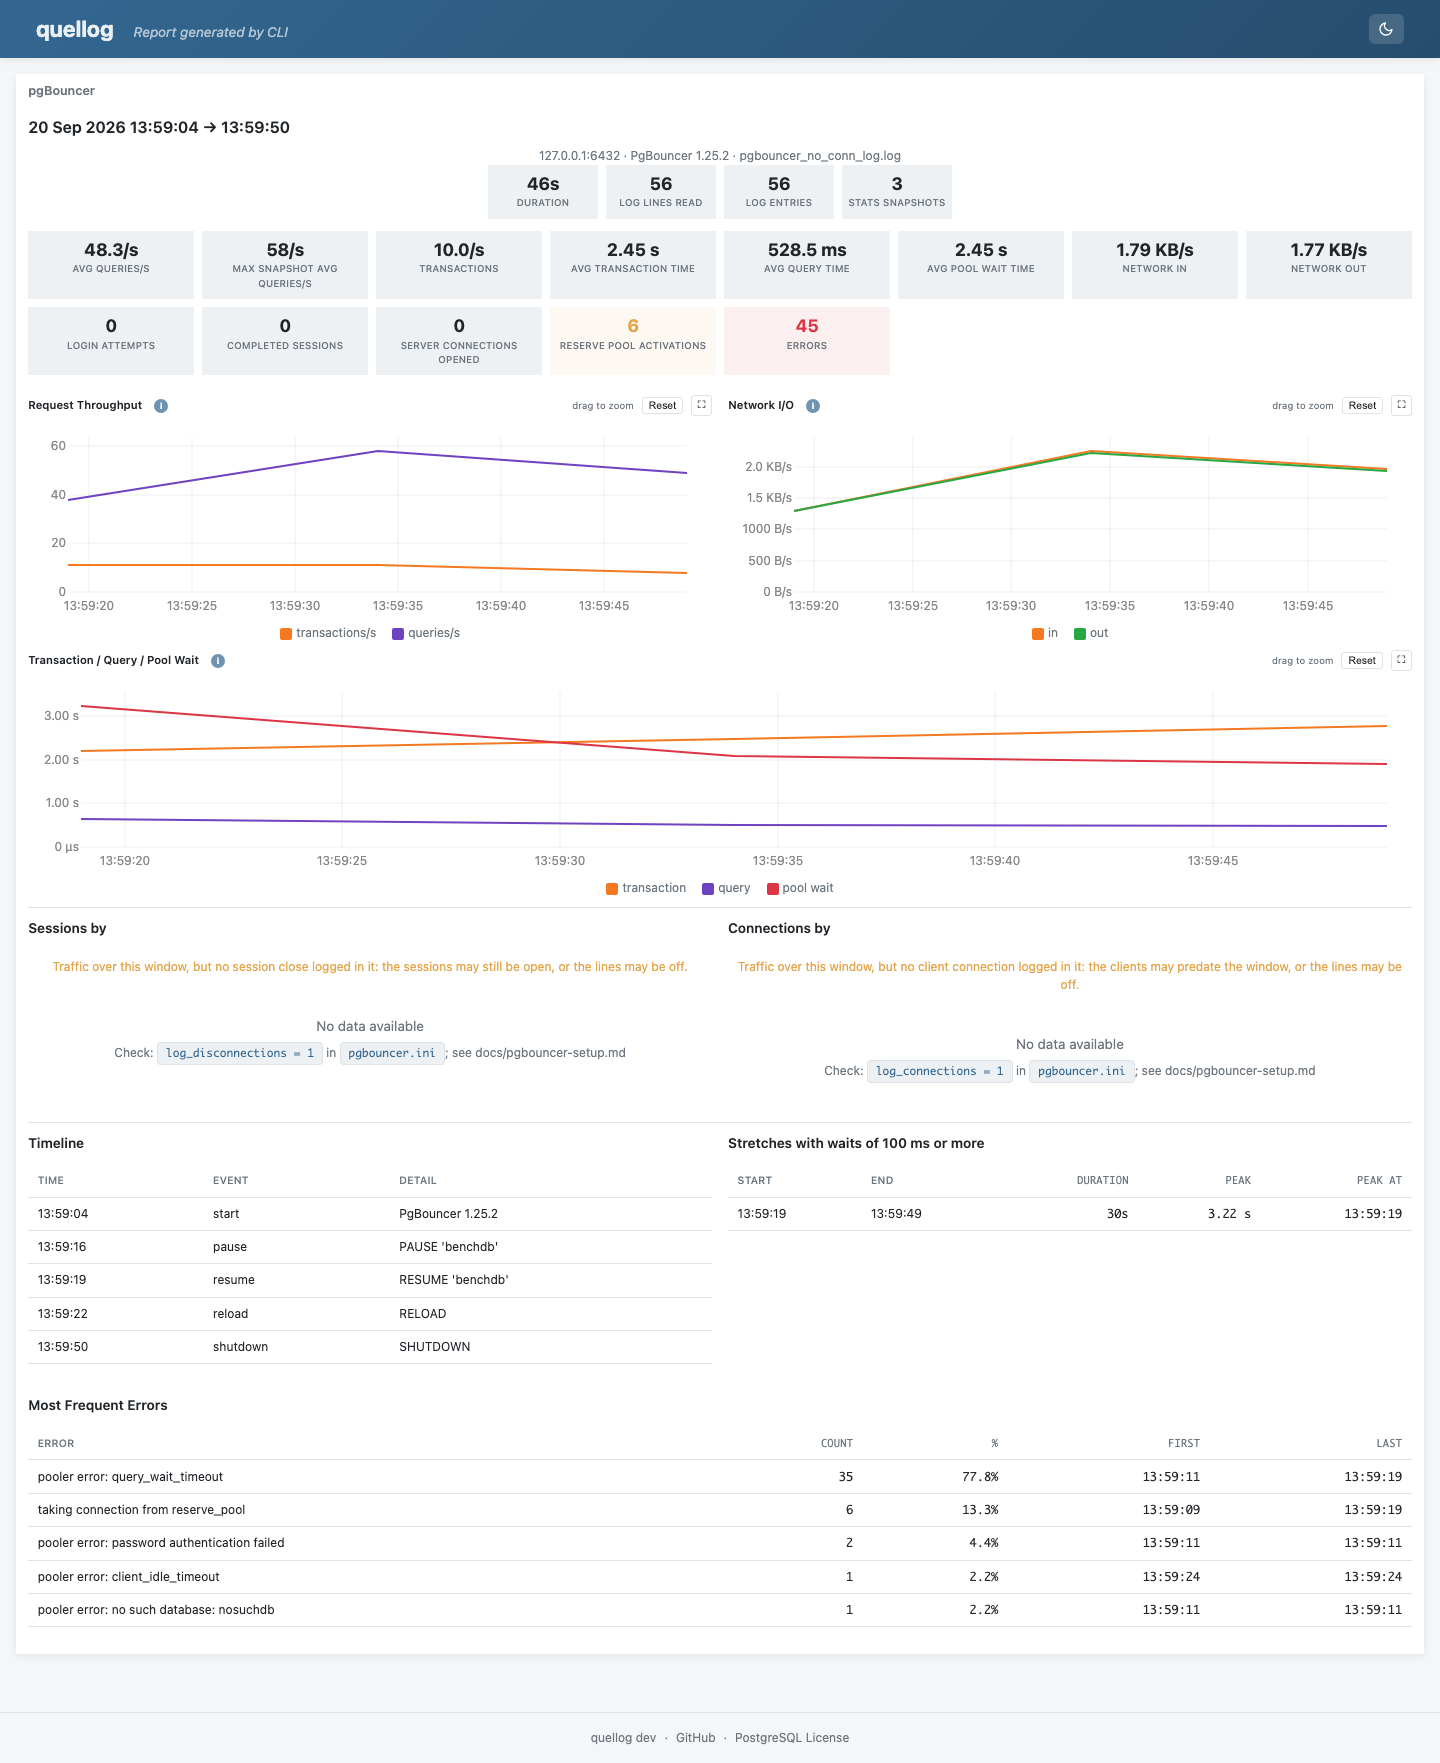 quellog Report generated by CLI
pgBouncer
20 Sep 2026 13:59:04 → 13:59:50
127.0.0.1:6432 · PgBouncer 1.25.2 · pgbouncer_no_conn_log.log
46s
DURATION
56
LOG LINES READ
56
LOG ENTRIES
3
STATS SNAPSHOTS
48.3/s
AVG QUERIES/S
58/s
MAX SNAPSHOT AVG
QUERIES/S
10.0/s
TRANSACTIONS
2.45 s
AVG TRANSACTION TIME
528.5 ms
AVG QUERY TIME
2.45 s
AVG POOL WAIT TIME
1.79 KB/s
NETWORK IN
1.77 KB/s
NETWORK OUT
0
LOGIN ATTEMPTS
0
COMPLETED SESSIONS
0
SERVER CONNECTIONS
OPENED
6
RESERVE POOL ACTIVATIONS
45
ERRORS
Request Throughput i drag to zoom Reset
60
40
20
0
13:59:20 13:59:25 13:59:30 13:59:35 13:59:40 13:59:45
transactions/s queries/s
Network I/O i drag to zoom Reset
2.0 KB/s
1.5 KB/s
1000 B/s
500 B/s
0 B/s
13:59:20 13:59:25 13:59:30 13:59:35 13:59:40 13:59:45
in out
Transaction / Query / Pool Wait i drag to zoom Reset
3.00 s
2.00 s
1.00 s
0 µs
13:59:20 13:59:25 13:59:30 13:59:35 13:59:40 13:59:45
transaction query pool wait
Sessions by
Traffic over this window, but no session close logged in it: the sessions may still be open, or the lines may be off.
No data available
Check: log_disconnections = 1 in pgbouncer.ini; see docs/pgbouncer-setup.md
Connections by
Traffic over this window, but no client connection logged in it: the clients may predate the window, or the lines may be
off.
No data available
Check: log_connections = 1 in pgbouncer.ini; see docs/pgbouncer-setup.md
Timeline
TIME EVENT DETAIL
13:59:04 start PgBouncer 1.25.2
13:59:16 pause PAUSE 'benchdb'
13:59:19 resume RESUME 'benchdb'
13:59:22 reload RELOAD
13:59:50 shutdown SHUTDOWN
Stretches with waits of 100 ms or more
START END DURATION PEAK PEAK AT
13:59:19 13:59:49 30s 3.22 s 13:59:19
Most Frequent Errors
ERROR COUNT % FIRST LAST
pooler error: query_wait_timeout 35 77.8% 13:59:11 13:59:19
taking connection from reserve_pool 6 13.3% 13:59:09 13:59:19
pooler error: password authentication failed 2 4.4% 13:59:11 13:59:11
pooler error: client_idle_timeout 1 2.2% 13:59:24 13:59:24
pooler error: no such database: nosuchdb 1 2.2% 13:59:11 13:59:11
quellog dev · GitHub · PostgreSQL License